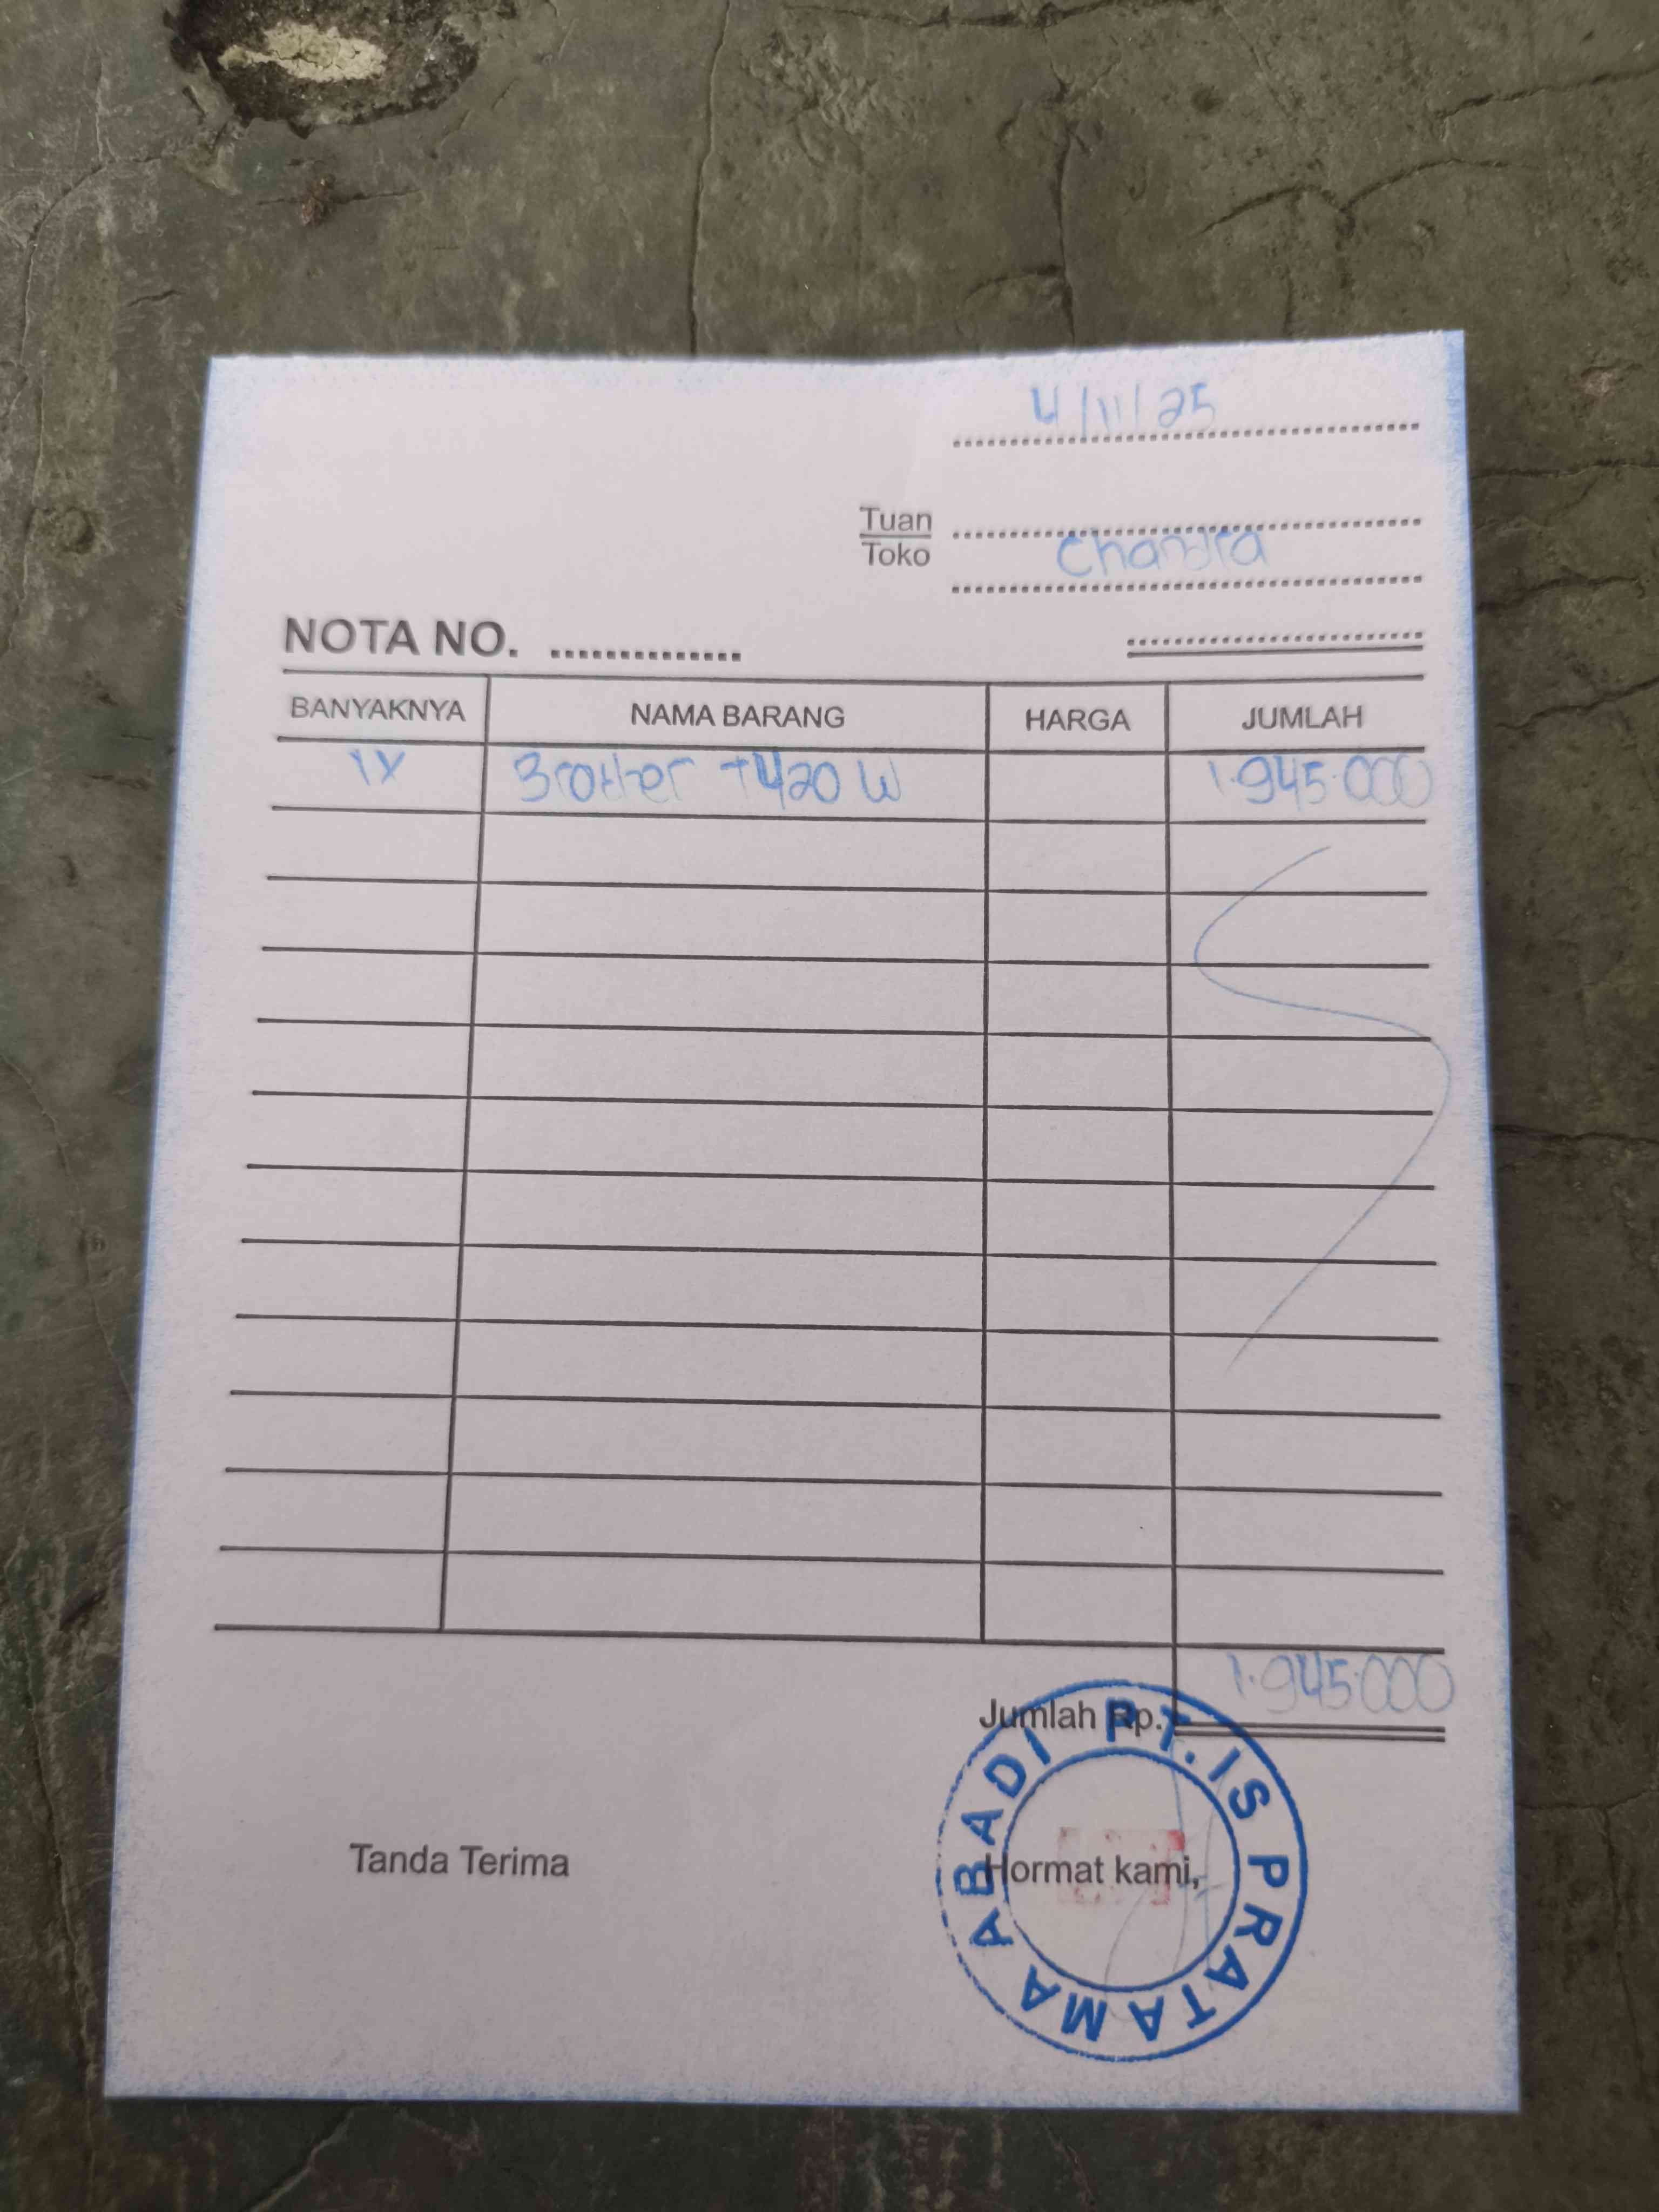 4/11/25
Tuan
Toko
Chandra
NOTA NO. ..............
BANYAKNYA NAMA BARANG HARGA JUMLAH
1x Brother T420 W 1.945.000
Jumlah Rp. 1.945.000
Tanda Terima Hormat kami,
PT. IS PRATAMA ABADI